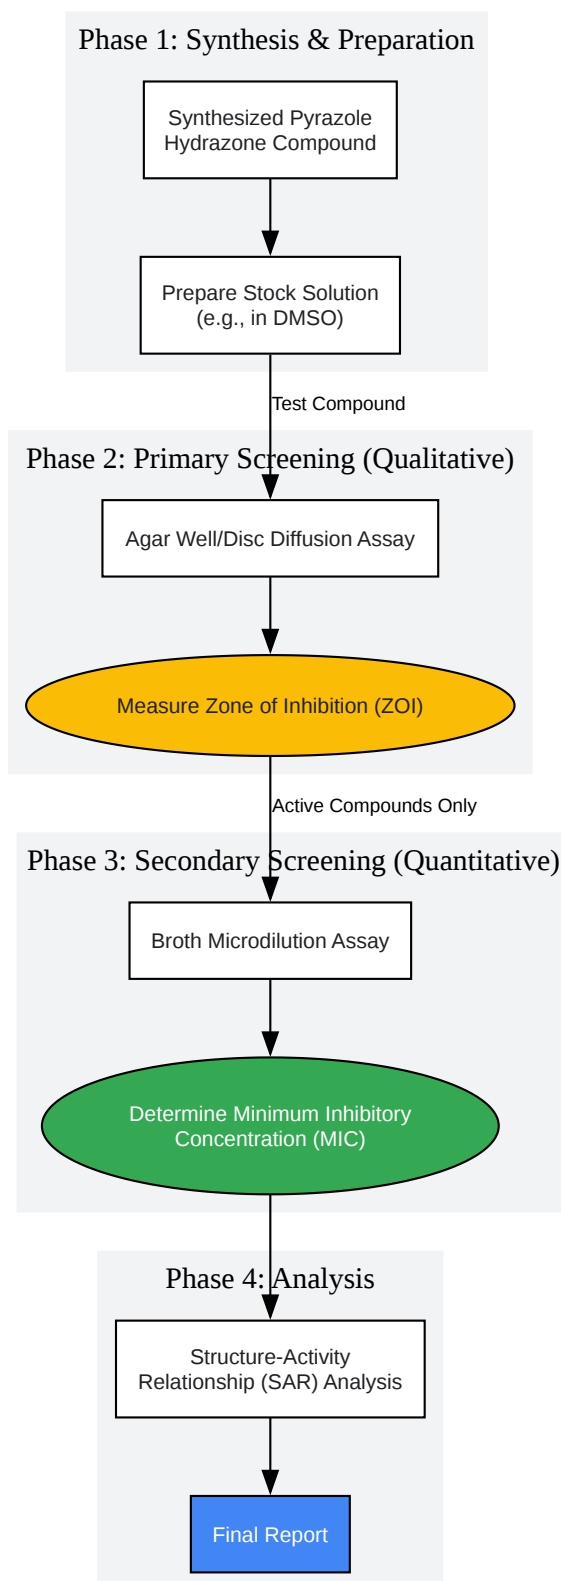 Phase 1: Synthesis & Preparation
Synthesized Pyrazole
Hydrazone Compound
Prepare Stock Solution
(e.g., in DMSO)
Test Compound
Phase 2: Primary Screening (Qualitative)
Agar Well/Disc Diffusion Assay
Measure Zone of Inhibition (ZOI)
Active Compounds Only
Phase 3: Secondary Screening (Quantitative)
Broth Microdilution Assay
Determine Minimum Inhibitory
Concentration (MIC)
Phase 4: Analysis
Structure-Activity
Relationship (SAR) Analysis
Final Report